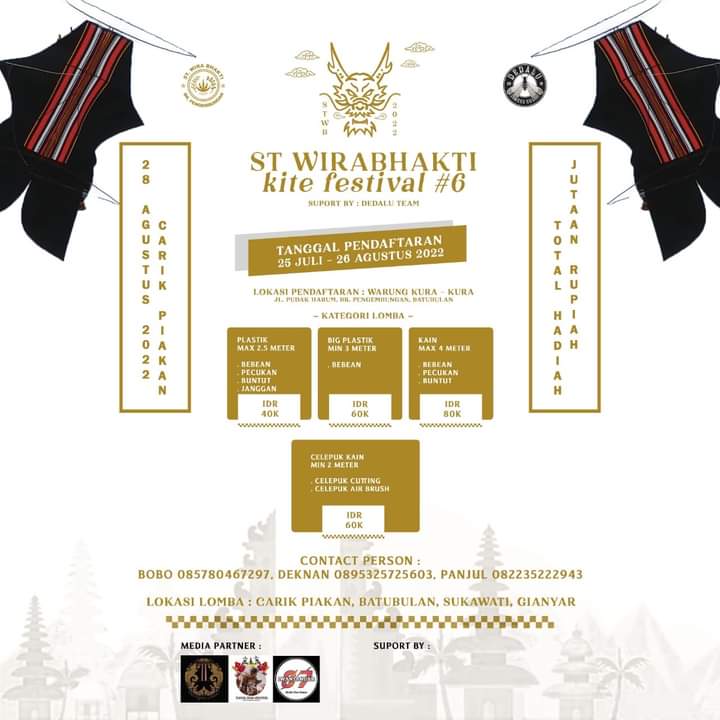 ST. WIRA BHAKTI
BR. PENGEMBUNGAN
DEDALU
STWB
2022
ST WIRABHAKTI
kite festival #6
SUPORT BY : DEDALU TEAM
28 AGUSTUS 2022
CARIK PIAKAN
JUTAAN RUPIAH
TOTAL HADIAH
TANGGAL PENDAFTARAN
25 JULI - 26 AGUSTUS 2022
LOKASI PENDAFTARAN : WARUNG KURA - KURA
JL. PUDAK HARUM, BR. PENGEMBUNGAN, BATUBULAN
- KATEGORI LOMBA -
PLASTIK
MAX 2.5 METER
. BEBEAN
. PECUKAN
. BUNTUT
. JANGGAN
IDR
40K
BIG PLASTIK
MIN 3 METER
. BEBEAN
IDR
60K
KAIN
MAX 4 METER
. BEBEAN
. PECUKAN
. BUNTUT
IDR
80K
CELEPUK KAIN
MIN 2 METER
. CELEPUK CUTTING
. CELEPUK AIR BRUSH
IDR
60K
CONTACT PERSON :
BOBO 085780467297, DEKNAN 0895325725603, PANJUL 082235222943
LOKASI LOMBA : CARIK PIAKAN, BATUBULAN, SUKAWATI, GIANYAR
MEDIA PARTNER :
SUPORT BY :